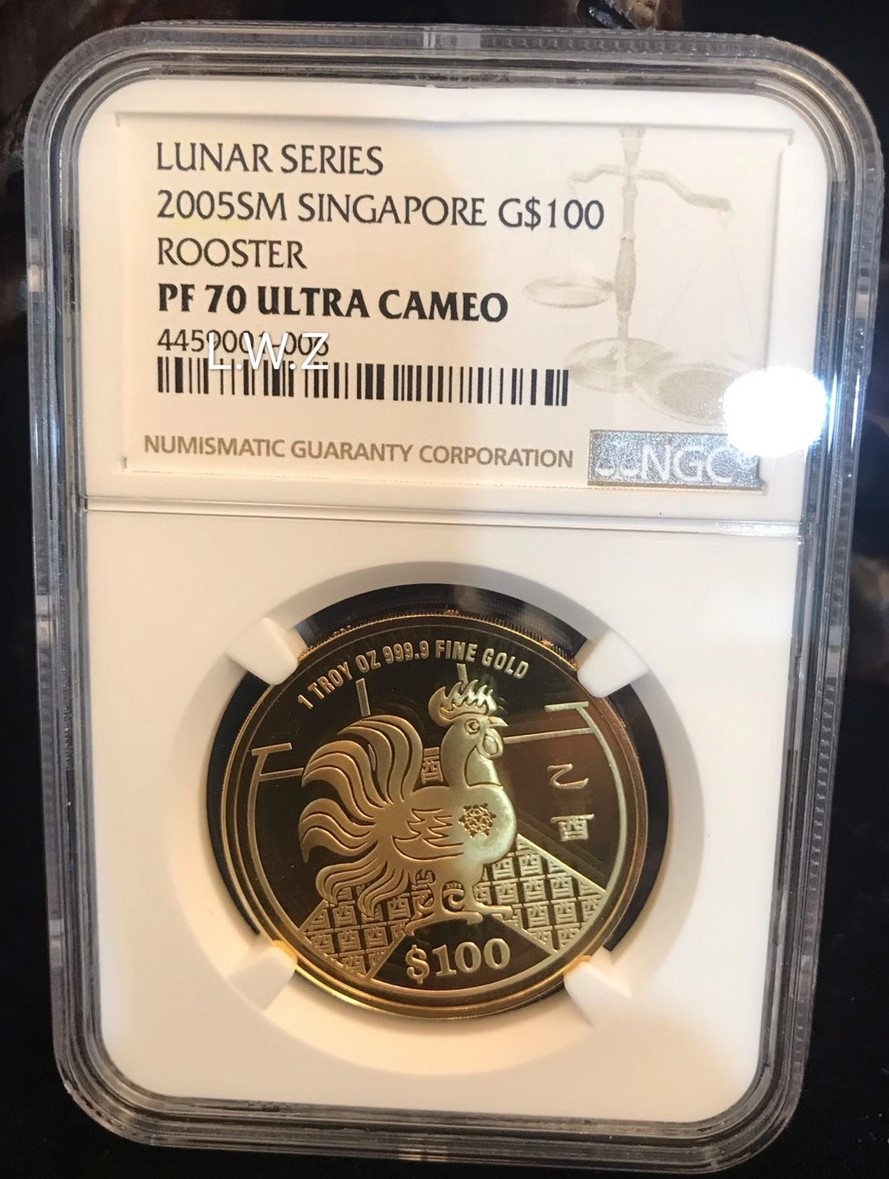 LUNAR SERIES
2005SM SINGAPORE G$100
ROOSTER
PF 70 ULTRA CAMEO
L.W.Z
NUMISMATIC GUARANTY CORPORATION
NGC
1 TROY OZ 999.9 FINE GOLD
乙
酉
$100